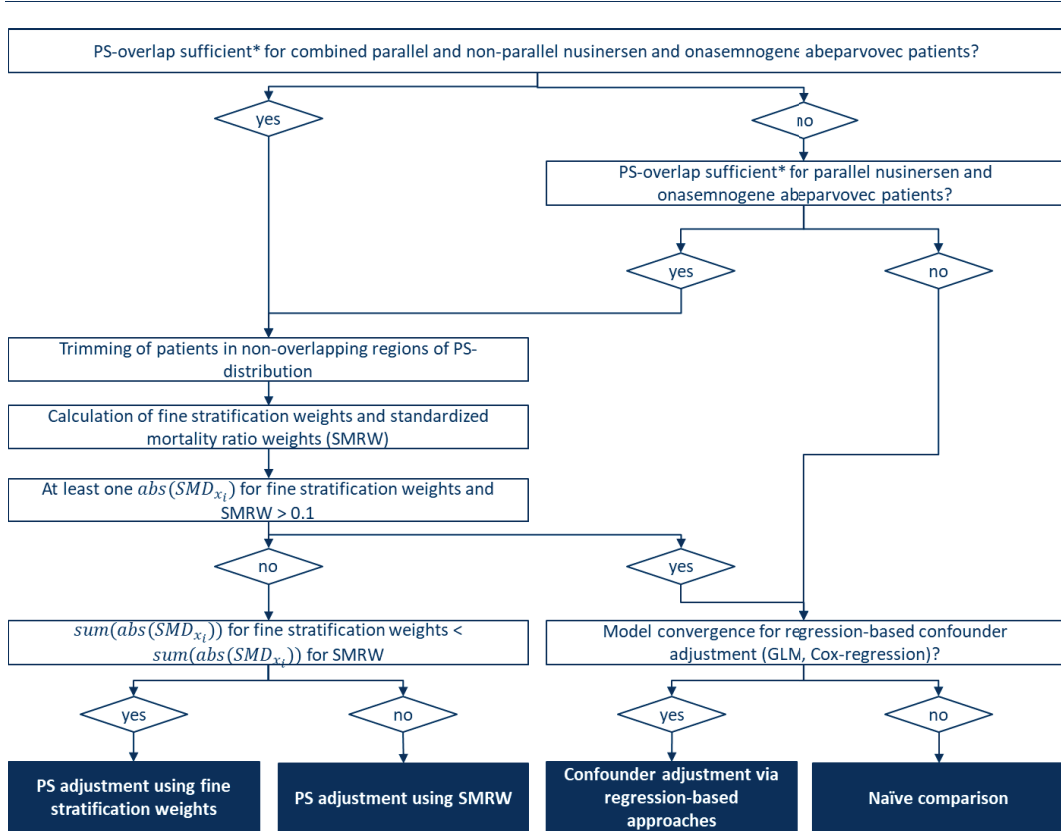 PS-overlap sufficient* for combined parallel and non-parallel nusinersen and onasemnogene abeparvovec patients?
yes
no
PS-overlap sufficient* for parallel nusinersen and
onasemnogene abeparvovec patients?
yes
no
Trimming of patients in non-overlapping regions of PS-
distribution
Calculation of fine stratification weights and standardized
mortality ratio weights (SMRW)
At least one abs(SMD_{x_i}) for fine stratification weights and
SMRW > 0.1
no
yes
sum(abs(SMD_{x_i})) for fine stratification weights <
sum(abs(SMD_{x_i})) for SMRW
Model convergence for regression-based confounder
adjustment (GLM, Cox-regression)?
yes
no
yes
no
PS adjustment using fine
stratification weights
PS adjustment using SMRW
Confounder adjustment via
regression-based
approaches
Naïve comparison